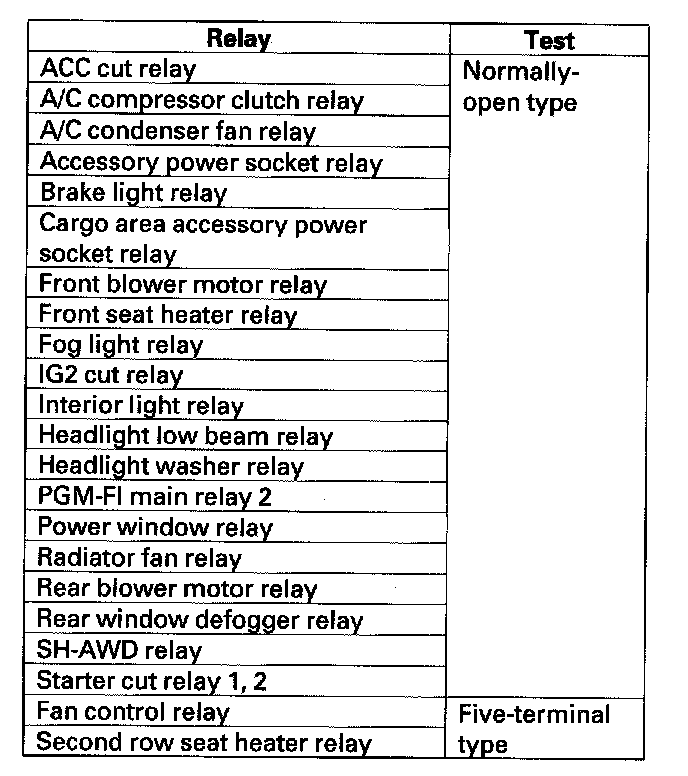 Relay Test
ACC cut relay Normally-
A/C compressor clutch relay open type
A/C condenser fan relay
Accessory power socket relay
Brake light relay
Cargo area accessory power
socket relay
Front blower motor relay
Front seat heater relay
Fog light relay
IG2 cut relay
Interior light relay
Headlight low beam relay
Headlight washer relay
PGM-FI main relay 2
Power window relay
Radiator fan relay
Rear blower motor relay
Rear window defogger relay
SH-AWD relay
Starter cut relay 1, 2
Fan control relay Five-terminal
Second row seat heater relay type